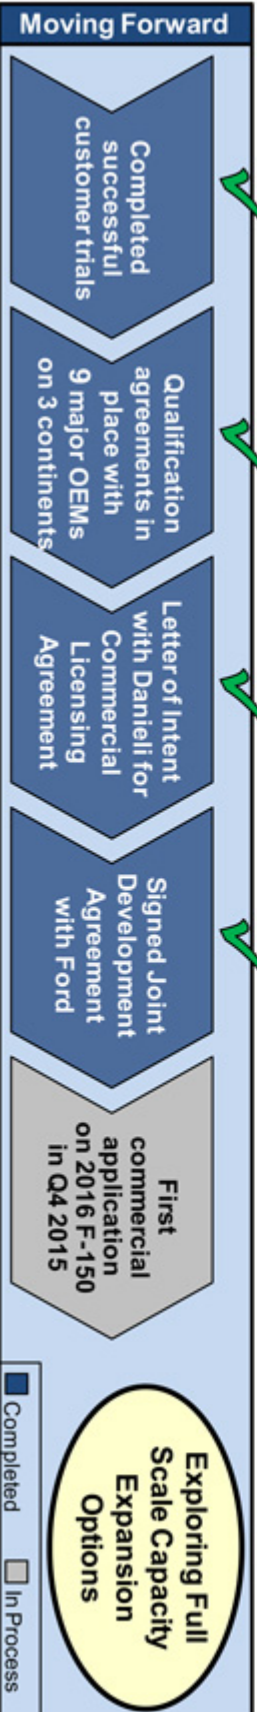 Moving Forward
Completed
successful
customer trials
Qualification
agreements in
place with
9 major OEMs
on 3 continents
Letter of Intent
with Danieli for
Commercial
Licensing
Agreement
Signed Joint
Development
Agreement
with Ford
First
commercial
application
on 2016 F-150
in Q4 2015
Exploring Full
Scale Capacity
Expansion
Options
Completed
In Process